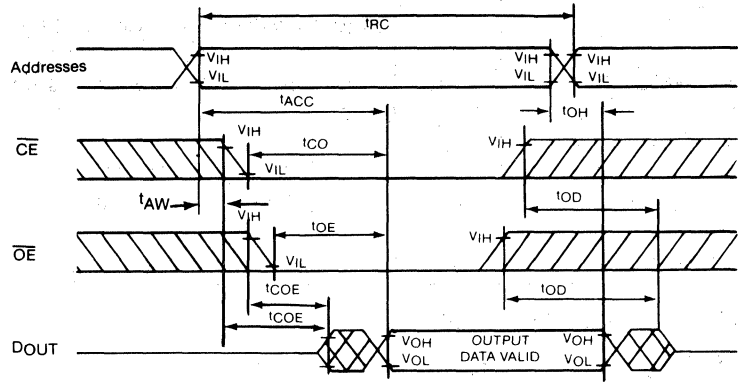 tRC
Addresses
VIH VIH VIH
VIL VIL VIL
tACC
tOH
CE
tCO
VIL
VIH
tAW
VIH
tOD
OE
tOE
VIL
VIH
tCOE
tOD
tCOE
DOUT
VOH OUTPUT VOH
VOL DATA VALID VOL